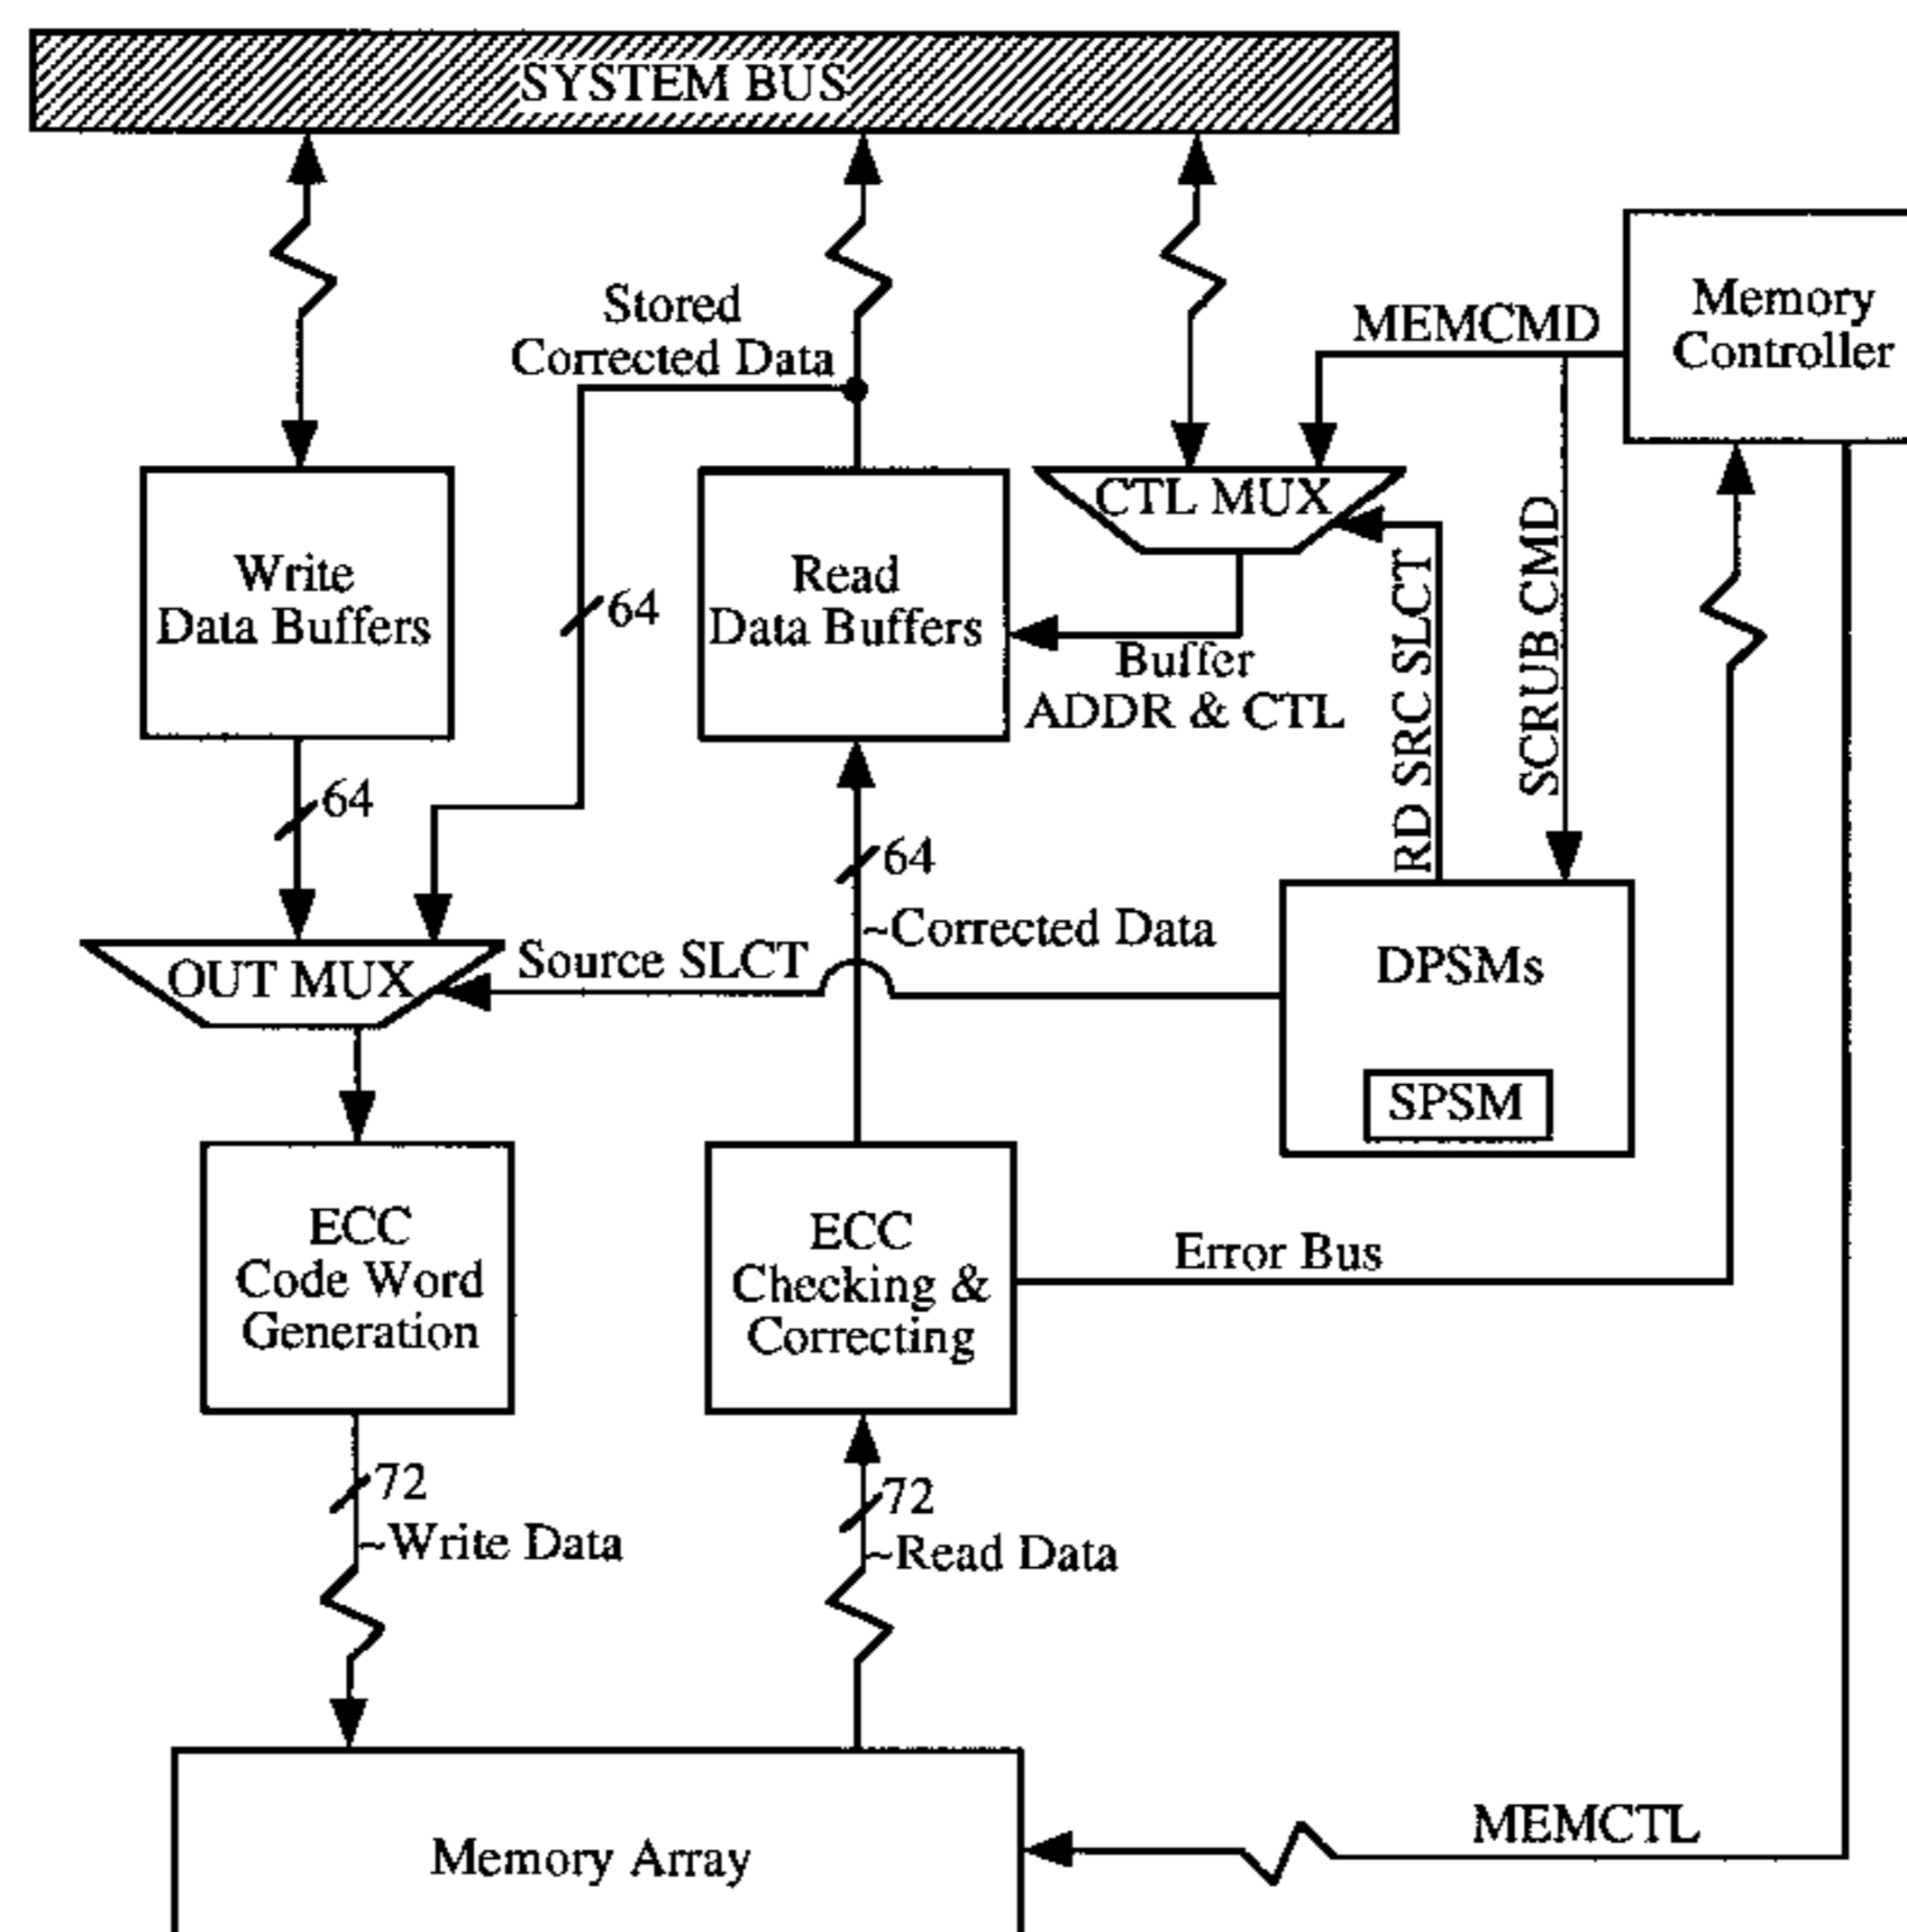 SYSTEM BUS
Stored
Corrected Data
MEMCMD
Memory
Controller
CTL MUX
Write
Data Buffers
64
Read
Data Buffers
Buffer
ADDR & CTL
RD SRC SLCT
SCRUB CMD
64
64
~Corrected Data
OUT MUX
Source SLCT
DPSMs
SPSM
ECC
Code Word
Generation
ECC
Checking &
Correcting
Error Bus
72
~Write Data
72
~Read Data
Memory Array
MEMCTL